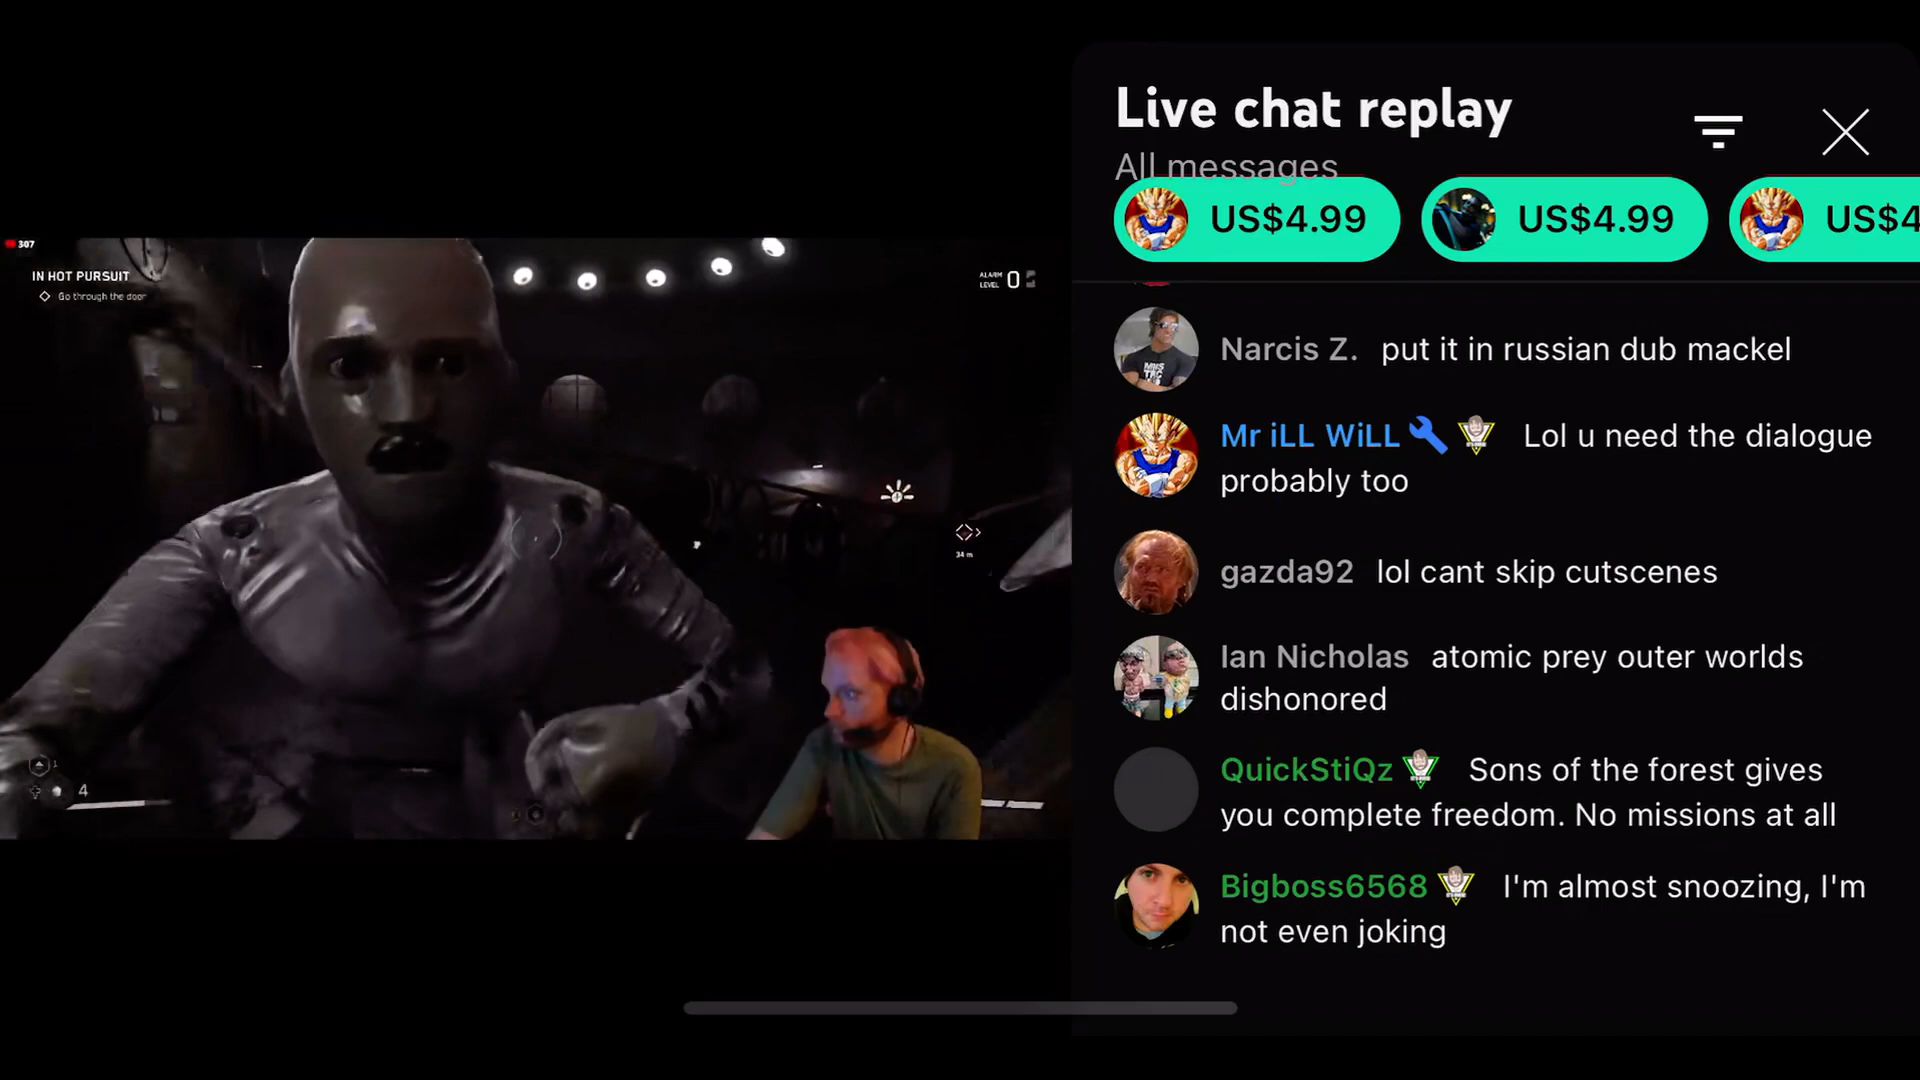 307
IN HOT PURSUIT
Go through the door
ALARM
LEVEL 0
34 m
1
4
Live chat replay
All messages
US$4.99 US$4.99 US$4
Narcis Z. put it in russian dub mackel
Mr iLL WiLL Lol u need the dialogue
probably too
gazda92 lol cant skip cutscenes
Ian Nicholas atomic prey outer worlds
dishonored
QuickStiQz Sons of the forest gives
you complete freedom. No missions at all
Bigboss6568 I'm almost snoozing, I'm
not even joking